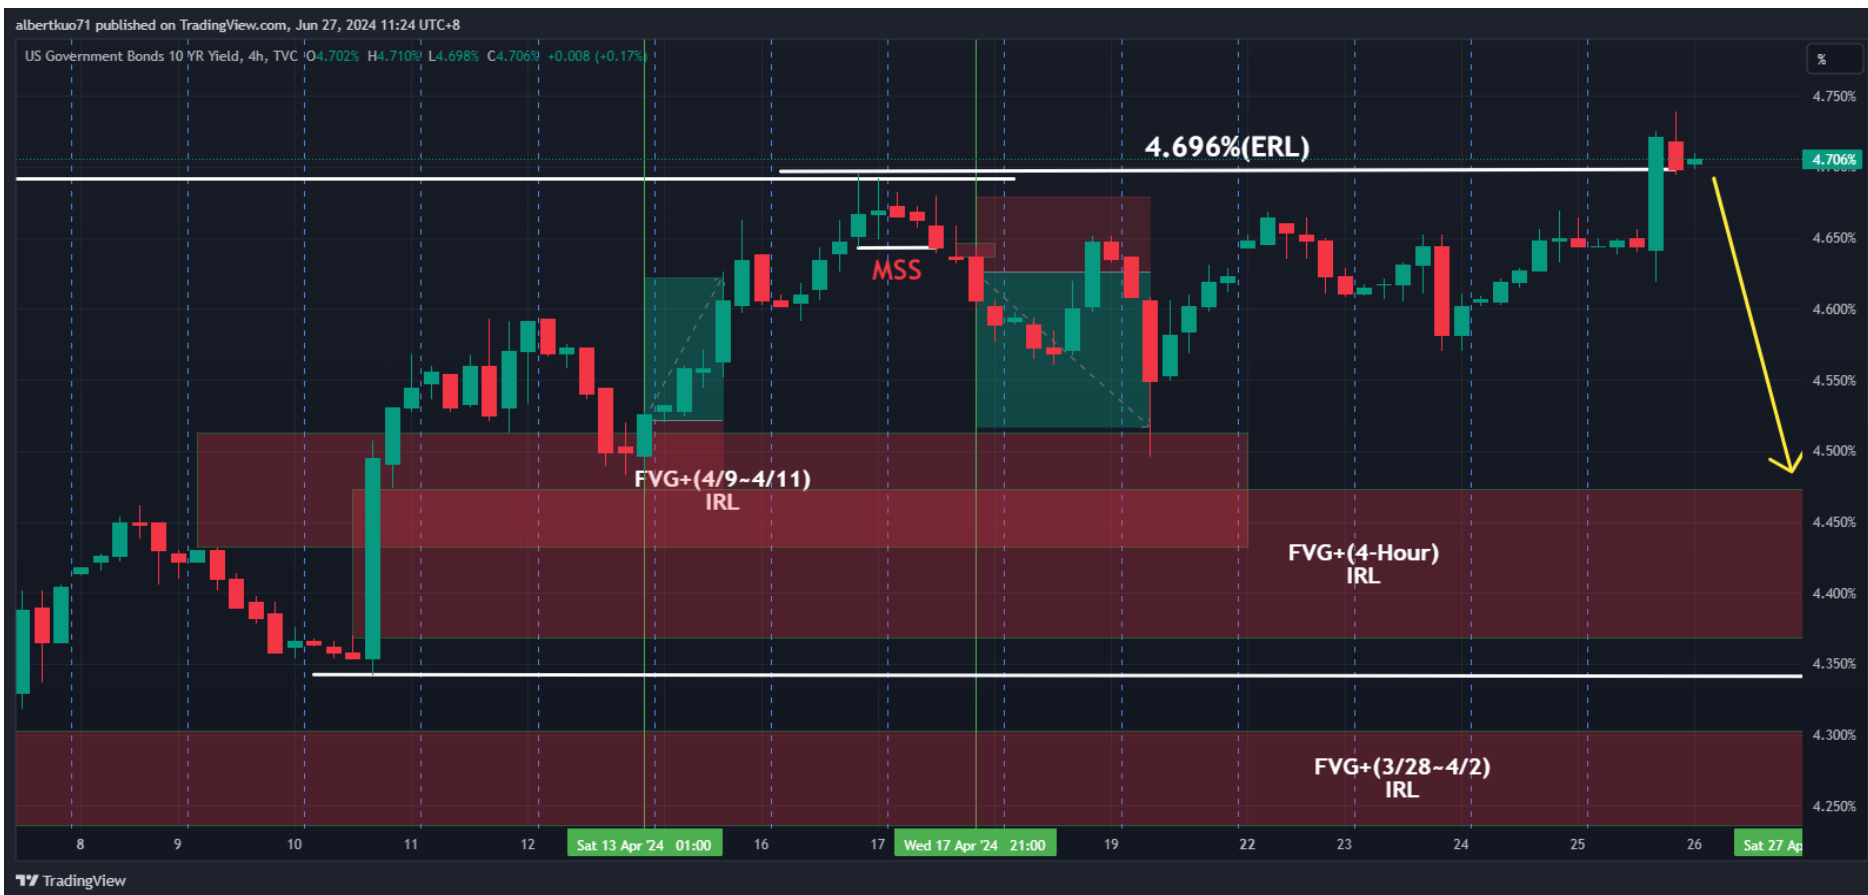 albertkuo71 published on TradingView.com, Jun 27, 2024 11:24 UTC+8
US Government Bonds 10 YR Yield, 4h, TVC O4.702% H4.710% L4.698% C4.706% +0.008 (+0.17%)
%
4.750%
4.696%(ERL)
4.706%
4.650%
MSS
4.600%
4.550%
4.500%
FVG+(4/9~4/11)
IRL
4.450%
FVG+(4-Hour)
IRL
4.400%
4.350%
4.300%
FVG+(3/28~4/2)
IRL
4.250%
8 9 10 11 12 Sat 13 Apr '24 01:00 16 17 Wed 17 Apr '24 21:00 19 22 23 24 25 26 Sat 27 Ap
TradingView